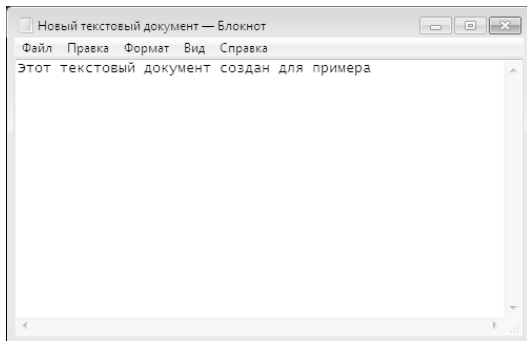 Новый текстовый документ — Блокнот
Файл Правка Формат Вид Справка
Этот текстовый документ создан для примера